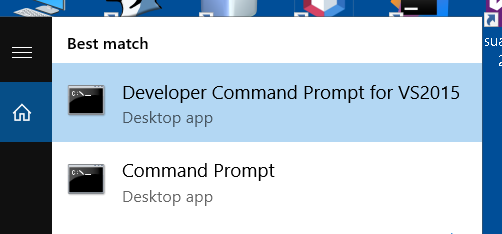 Best match
Developer Command Prompt for VS2015
Desktop app
Command Prompt
Desktop app